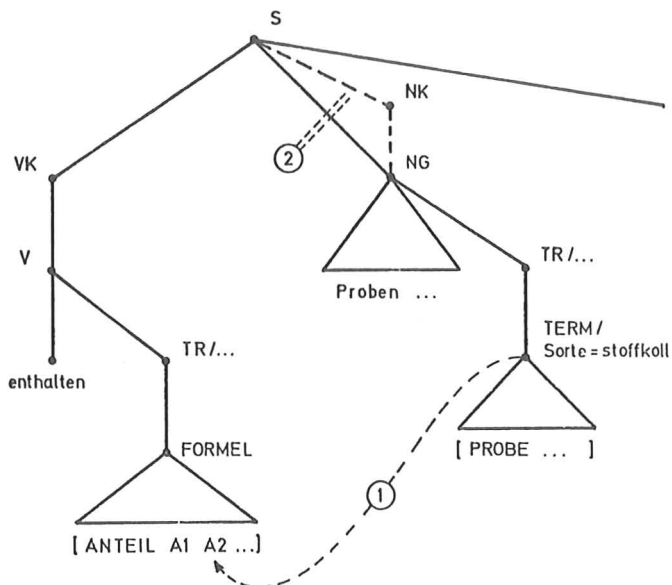 S
NK
2
VK
NG
V
TR/...
Proben ...
TERM/
Sorte = stoffkoll
TR/...
enthalten
[ PROBE ... ]
FORMEL
1
[ ANTEIL A1 A2 ...]